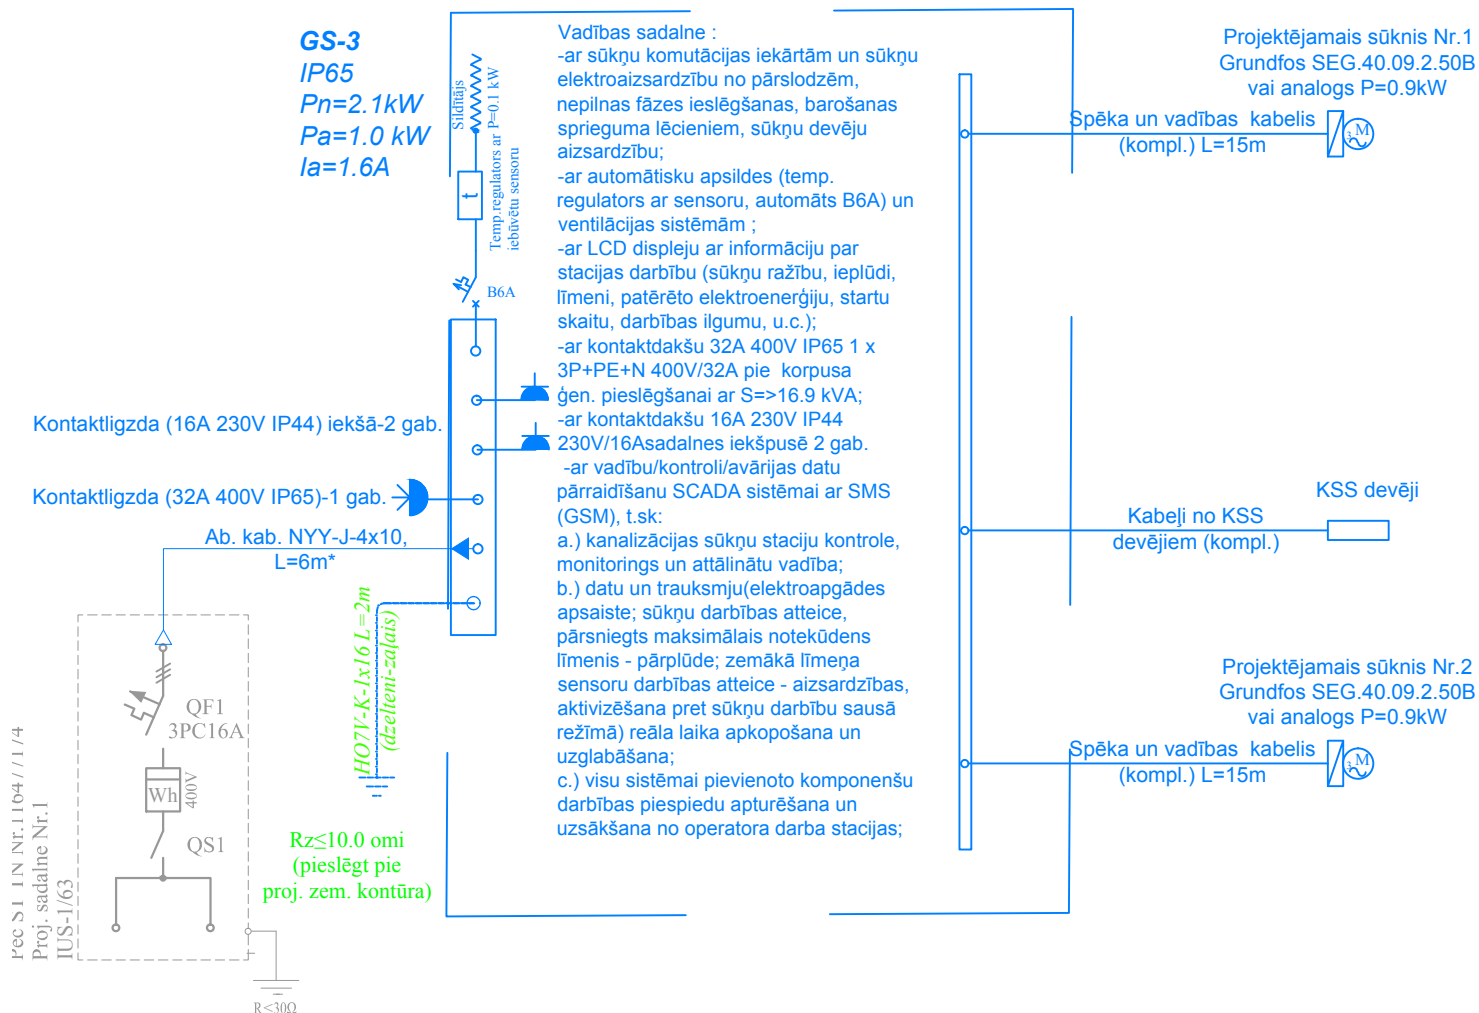 GS-3
IP65
Pn=2.1kW
Pa=1.0 kW
Ia=1.6A
Sildītājs
P=0.1 kW
Temp.regulators ar
iebūvētu sensoru
t
B6A
Vadības sadalne :
-ar sūkņu komutācijas iekārtām un sūkņu
elektroaizsardzību no pārslodzēm,
nepilnas fāzes ieslēgšanas, barošanas
sprieguma lēcieniem, sūkņu devēju
aizsardzību;
-ar automātisku apsildes (temp.
regulators ar sensoru, automāts B6A) un
ventilācijas sistēmām ;
-ar LCD displeju ar informāciju par
stacijas darbību (sūkņu ražību, ieplūdi,
līmeni, patērēto elektroenerģiju, startu
skaitu, darbības ilgumu, u.c.);
-ar kontaktdakšu 32A 400V IP65 1 x
3P+PE+N 400V/32A pie  korpusa
ģen. pieslēgšanai ar S=>16.9 kVA;
-ar kontaktdakšu 16A 230V IP44
230V/16Asadalnes iekšpusē 2 gab.
-ar vadību/kontroli/avārijas datu
pārraidīšanu SCADA sistēmai ar SMS
(GSM), t.sk:
a.) kanalizācijas sūkņu staciju kontrole,
monitorings un attālinātu vadība;
b.) datu un trauksmju(elektroapgādes
apsaiste; sūkņu darbības atteice,
pārsniegts maksimālais notekūdens
līmenis - pārplūde; zemākā līmeņa
sensoru darbības atteice - aizsardzības,
aktivizēšana pret sūkņu darbību sausā
režīmā) reāla laika apkopošana un
uzglabāšana;
c.) visu sistēmai pievienoto komponenšu
darbības piespiedu apturēšana un
uzsākšana no operatora darba stacijas;
Kontaktligzda (16A 230V IP44) iekšā-2 gab.
Kontaktligzda (32A 400V IP65)-1 gab.
Ab. kab. NYY-J-4x10,
L=6m*
HO7V-K-1x16 L=2m
(dzelteni-zaļais)
Rz≤10.0 omi
(pieslēgt pie
proj. zem. kontūra)
QF1
3PC16A
Wh
400V
QS1
Proj. sadalne Nr.1
IUS-1/63
R<30Ω
Projektējamais sūknis Nr.1
Grundfos SEG.40.09.2.50B
vai analogs P=0.9kW
Spēka un vadības  kabelis
(kompl.) L=15m
3 M
KSS devēji
Kabeļi no KSS
devējiem (kompl.)
Projektējamais sūknis Nr.2
Grundfos SEG.40.09.2.50B
vai analogs P=0.9kW
Spēka un vadības  kabelis
(kompl.) L=15m
3 M